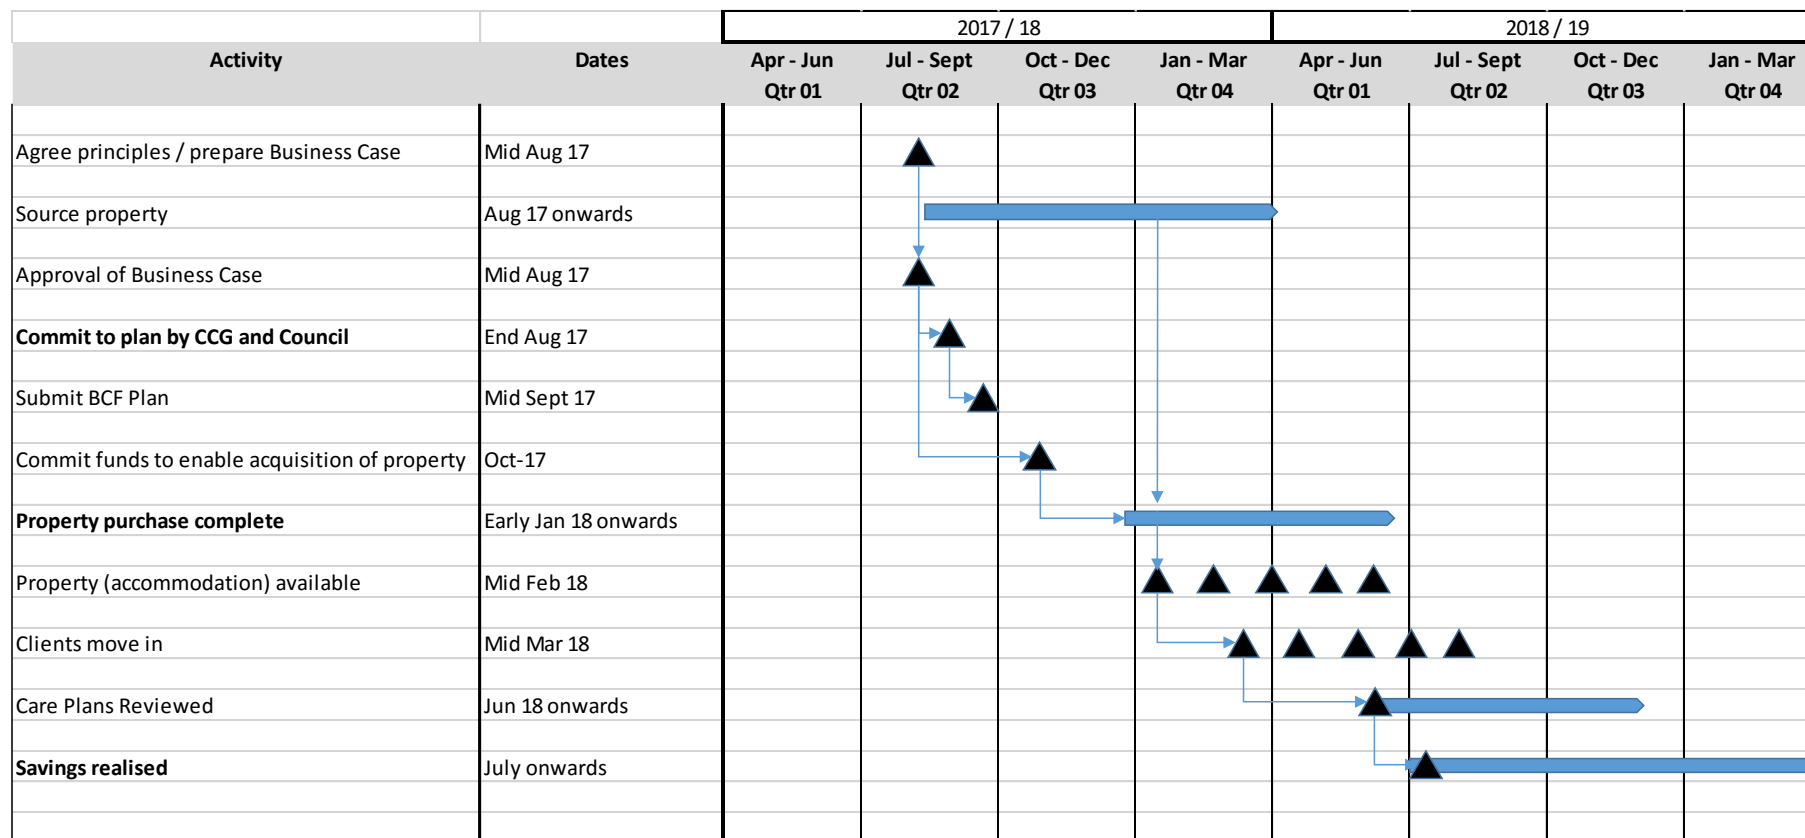 2017 / 18 2018 / 19
Activity Dates Apr - Jun Jul - Sept Oct - Dec Jan - Mar Apr - Jun Jul - Sept Oct - Dec Jan - Mar
Qtr 01 Qtr 02 Qtr 03 Qtr 04 Qtr 01 Qtr 02 Qtr 03 Qtr 04
Agree principles / prepare Business Case Mid Aug 17
Source property Aug 17 onwards
Approval of Business Case Mid Aug 17
Commit to plan by CCG and Council End Aug 17
Submit BCF Plan Mid Sept 17
Commit funds to enable acquisition of property Oct-17
Property purchase complete Early Jan 18 onwards
Property (accommodation) available Mid Feb 18
Clients move in Mid Mar 18
Care Plans Reviewed Jun 18 onwards
Savings realised July onwards